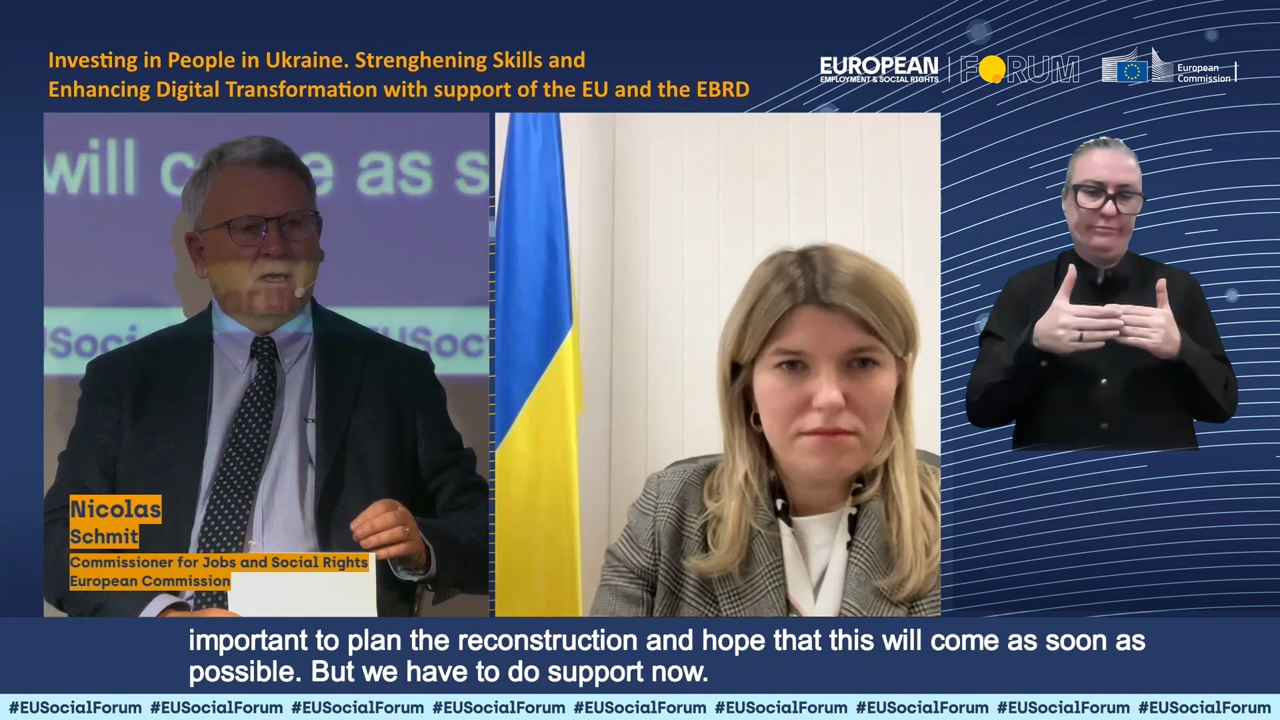 Investing in People in Ukraine. Strenghening Skills and
Enhancing Digital Transformation with support of the EU and the EBRD
EUROPEAN
EMPLOYMENT & SOCIAL RIGHTS
FORUM
European
Commission
will come as s
EUSoci
EUSoc
Nicolas
Schmit
Commissioner for Jobs and Social Rights
European Commission
important to plan the reconstruction and hope that this will come as soon as
possible. But we have to do support now.
#EUSocialForum #EUSocialForum #EUSocialForum #EUSocialForum #EUSocialForum #EUSocialForum #EUSocialForum #EUSocialForum #EUSocialForum